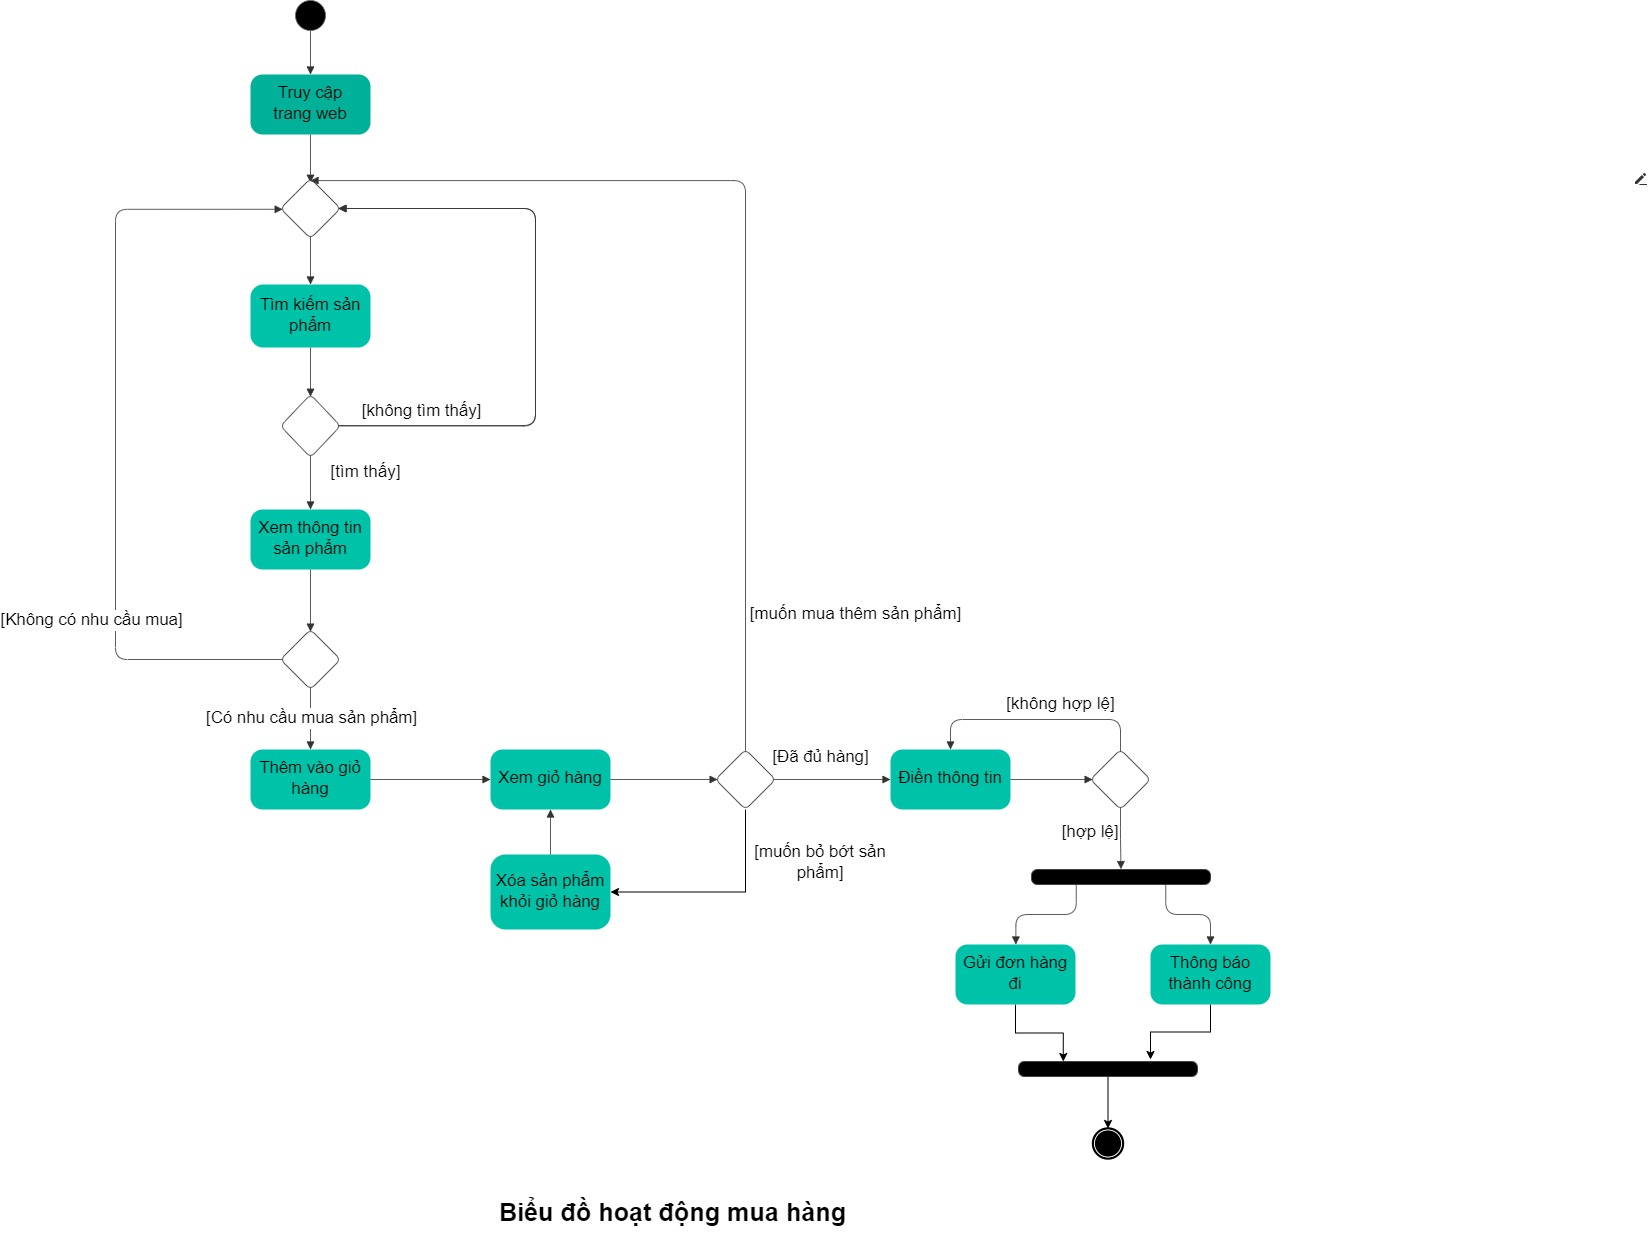 Truy cập
trang web
Tìm kiếm sản
phẩm
[không tìm thấy]
[tìm thấy]
Xem thông tin
sản phẩm
[Không có nhu cầu mua]
[muốn mua thêm sản phẩm]
[Có nhu cầu mua sản phẩm]
[không hợp lệ]
Thêm vào giỏ
hàng
Xem giỏ hàng
[Đã đủ hàng]
Điền thông tin
[hợp lệ]
[muốn bỏ bớt sản
phẩm]
Xóa sản phẩm
khỏi giỏ hàng
Gửi đơn hàng
đi
Thông báo
thành công
Biểu đồ hoạt động mua hàng